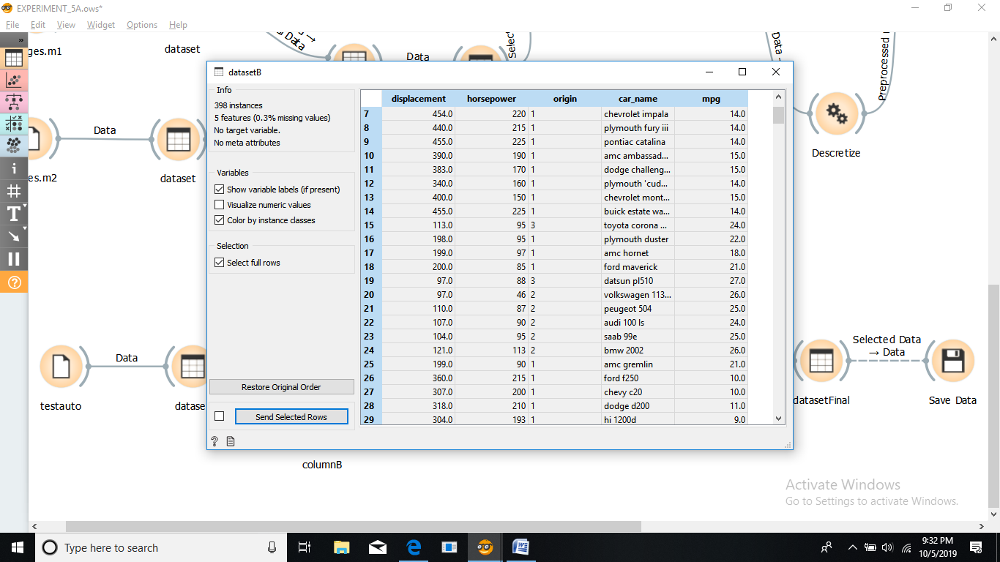 EXPERIMENT_5A.ows*
File Edit View Widget Options Help
»
ges.m1
dataset
Data
Data
Selec
Data
Preprocessed
datasetB
Info
398 instances
5 features (0.3% missing values)
No target variable.
No meta attributes
Variables
Show variable labels (if present)
Visualize numeric values
Color by instance classes
Selection
Select full rows
Restore Original Order
Send Selected Rows
?
displacement horsepower origin car_name mpg
7 454.0 220 1 chevrolet impala 14.0
8 440.0 215 1 plymouth fury iii 14.0
9 455.0 225 1 pontiac catalina 14.0
10 390.0 190 1 amc ambassad... 15.0
11 383.0 170 1 dodge challeng... 15.0
12 340.0 160 1 plymouth 'cud... 14.0
13 400.0 150 1 chevrolet mont... 15.0
14 455.0 225 1 buick estate wa... 14.0
15 113.0 95 3 toyota corona ... 24.0
16 198.0 95 1 plymouth duster 22.0
17 199.0 97 1 amc hornet 18.0
18 200.0 85 1 ford maverick 21.0
19 97.0 88 3 datsun pl510 27.0
20 97.0 46 2 volkswagen 113... 26.0
21 110.0 87 2 peugeot 504 25.0
22 107.0 90 2 audi 100 ls 24.0
23 104.0 95 2 saab 99e 25.0
24 121.0 113 2 bmw 2002 26.0
25 199.0 90 1 amc gremlin 21.0
26 360.0 215 1 ford f250 10.0
27 307.0 200 1 chevy c20 10.0
28 318.0 210 1 dodge d200 11.0
29 304.0 193 1 hi 1200d 9.0
Data
es.m2
dataset
Descretize
Data
testauto
datase
Selected Data
→ Data
datasetFinal
Save Data
columnB
i
#
T
?
Activate Windows
Go to Settings to activate Windows.
Type here to search
9:32 PM
10/5/2019